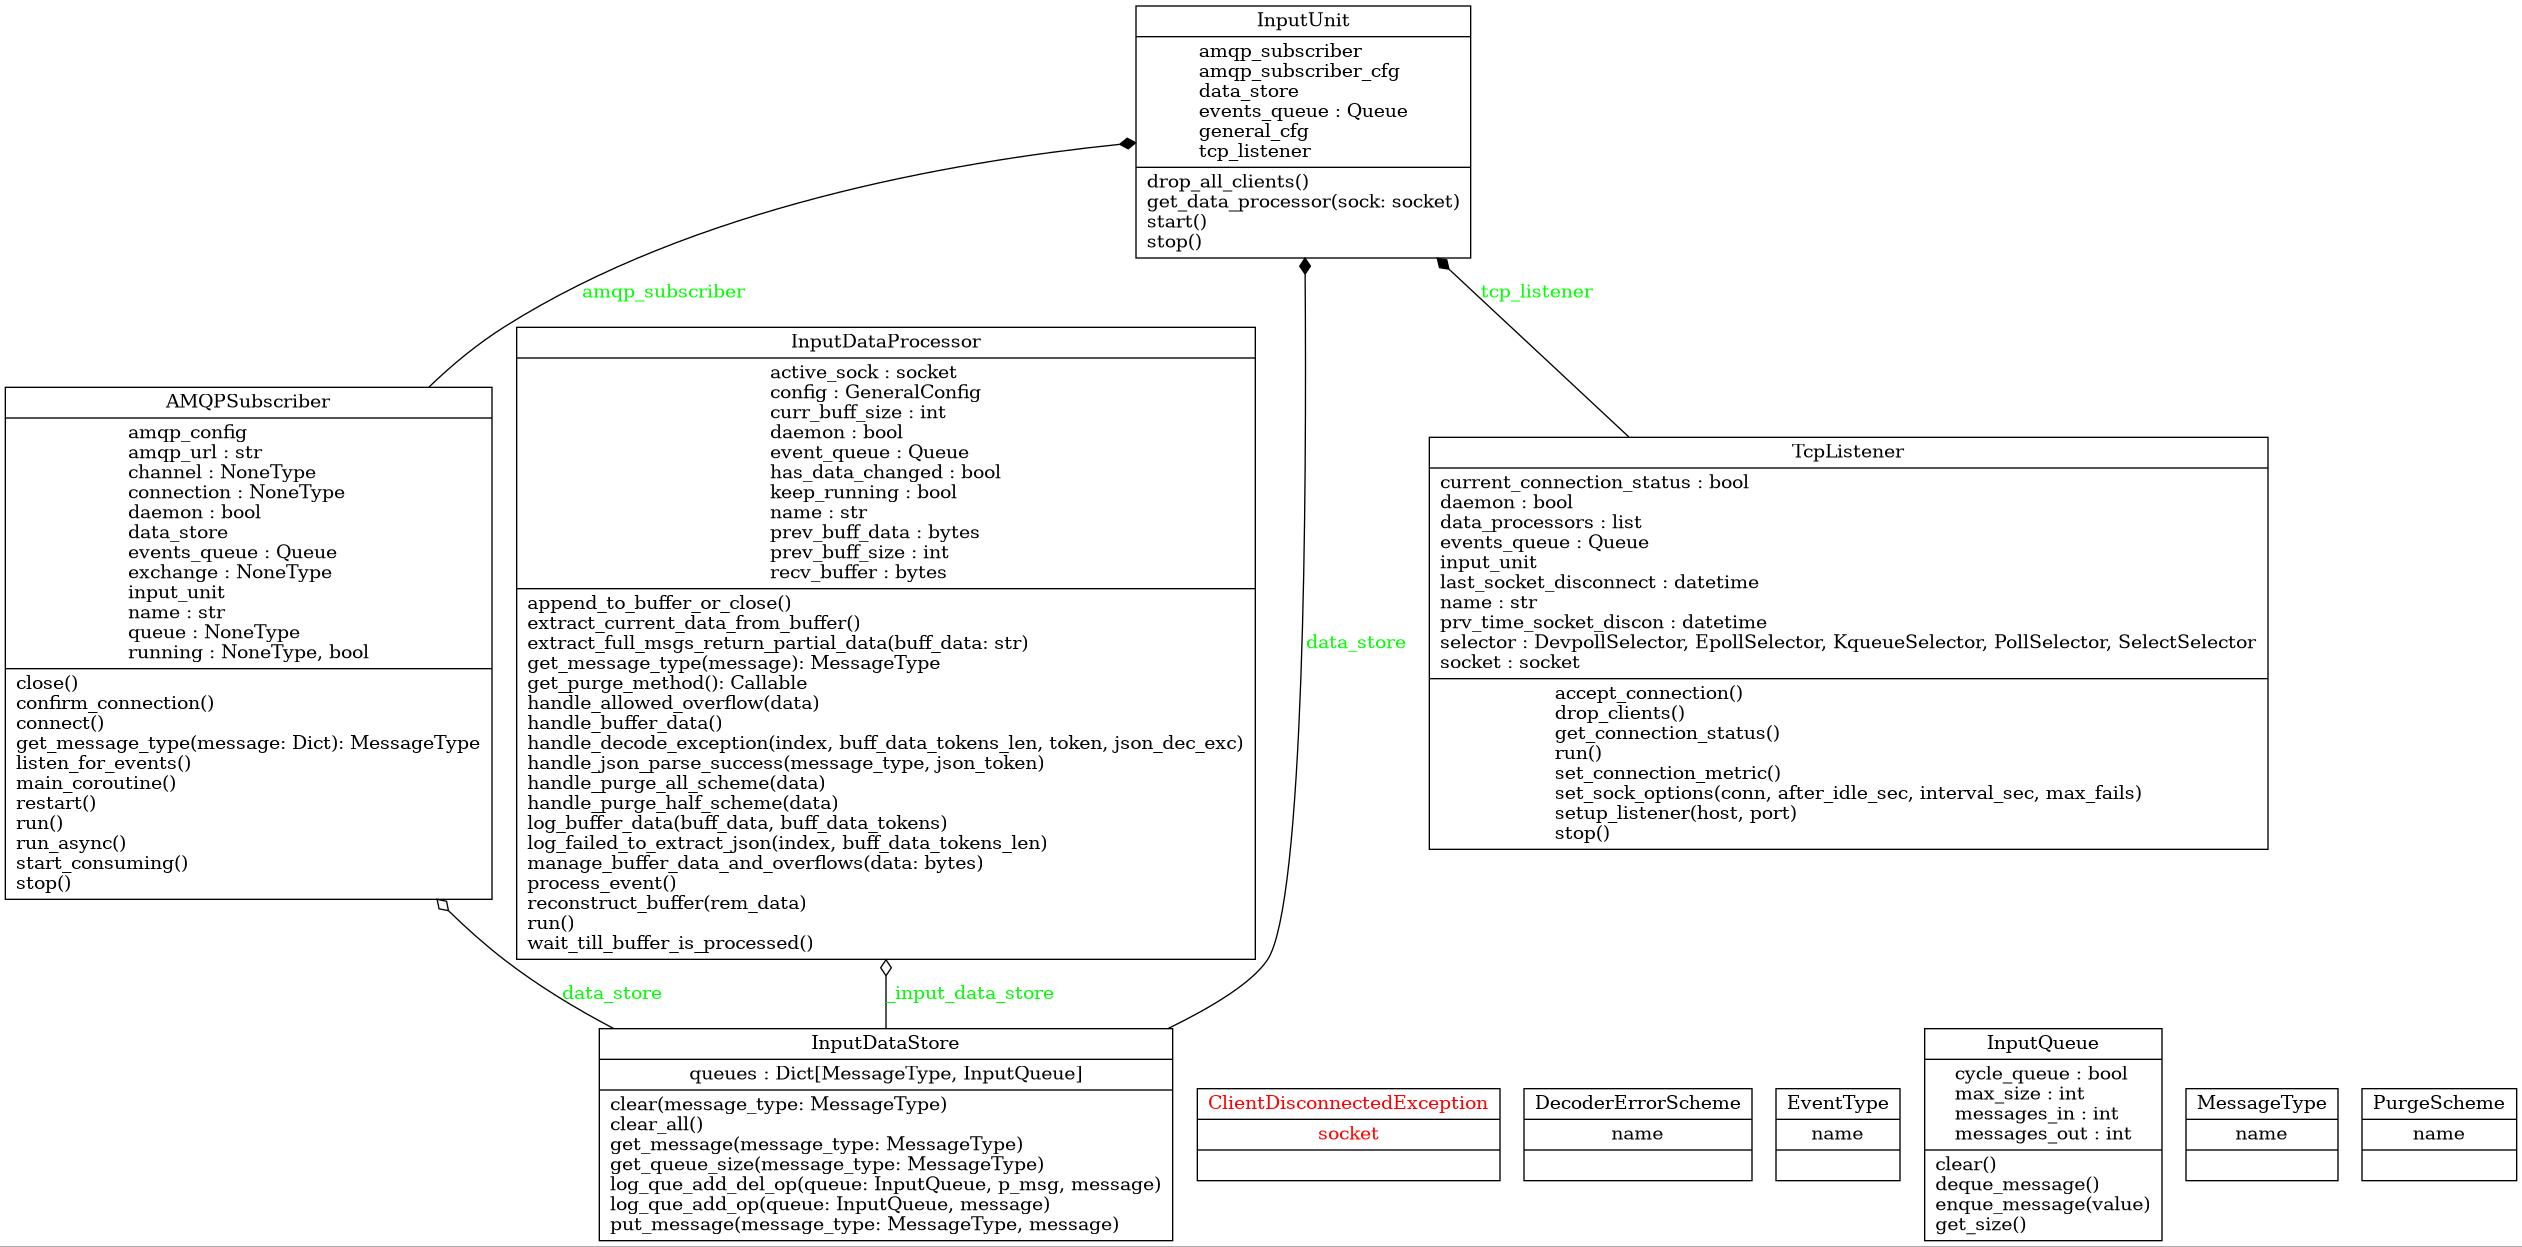 InputUnit
amqp_subscriber
amqp_subscriber_cfg
data_store
events_queue : Queue
general_cfg
tcp_listener
drop_all_clients()
get_data_processor(sock: socket)
start()
stop()
amqp_subscriber
tcp_listener
AMQPSubscriber
amqp_config
amqp_url : str
channel : NoneType
connection : NoneType
daemon : bool
data_store
events_queue : Queue
exchange : NoneType
input_unit
name : str
queue : NoneType
running : NoneType, bool
close()
confirm_connection()
connect()
get_message_type(message: Dict): MessageType
listen_for_events()
main_coroutine()
restart()
run()
run_async()
start_consuming()
stop()
InputDataProcessor
active_sock : socket
config : GeneralConfig
curr_buff_size : int
daemon : bool
event_queue : Queue
has_data_changed : bool
keep_running : bool
name : str
prev_buff_data : bytes
prev_buff_size : int
recv_buffer : bytes
append_to_buffer_or_close()
extract_current_data_from_buffer()
extract_full_msgs_return_partial_data(buff_data: str)
get_message_type(message): MessageType
get_purge_method(): Callable
handle_allowed_overflow(data)
handle_buffer_data()
handle_decode_exception(index, buff_data_tokens_len, token, json_dec_exc)
handle_json_parse_success(message_type, json_token)
handle_purge_all_scheme(data)
handle_purge_half_scheme(data)
log_buffer_data(buff_data, buff_data_tokens)
log_failed_to_extract_json(index, buff_data_tokens_len)
manage_buffer_data_and_overflows(data: bytes)
process_event()
reconstruct_buffer(rem_data)
run()
wait_till_buffer_is_processed()
data_store
TcpListener
current_connection_status : bool
daemon : bool
data_processors : list
events_queue : Queue
input_unit
last_socket_disconnect : datetime
name : str
prv_time_socket_discon : datetime
selector : DevpollSelector, EpollSelector, KqueueSelector, PollSelector, SelectSelector
socket : socket
accept_connection()
drop_clients()
get_connection_status()
run()
set_connection_metric()
set_sock_options(conn, after_idle_sec, interval_sec, max_fails)
setup_listener(host, port)
stop()
data_store
_input_data_store
InputDataStore
queues : Dict[MessageType, InputQueue]
clear(message_type: MessageType)
clear_all()
get_message(message_type: MessageType)
get_queue_size(message_type: MessageType)
log_que_add_del_op(queue: InputQueue, p_msg, message)
log_que_add_op(queue: InputQueue, message)
put_message(message_type: MessageType, message)
ClientDisconnectedException
socket
DecoderErrorScheme
name
EventType
name
InputQueue
cycle_queue : bool
max_size : int
messages_in : int
messages_out : int
clear()
deque_message()
enque_message(value)
get_size()
MessageType
name
PurgeScheme
name